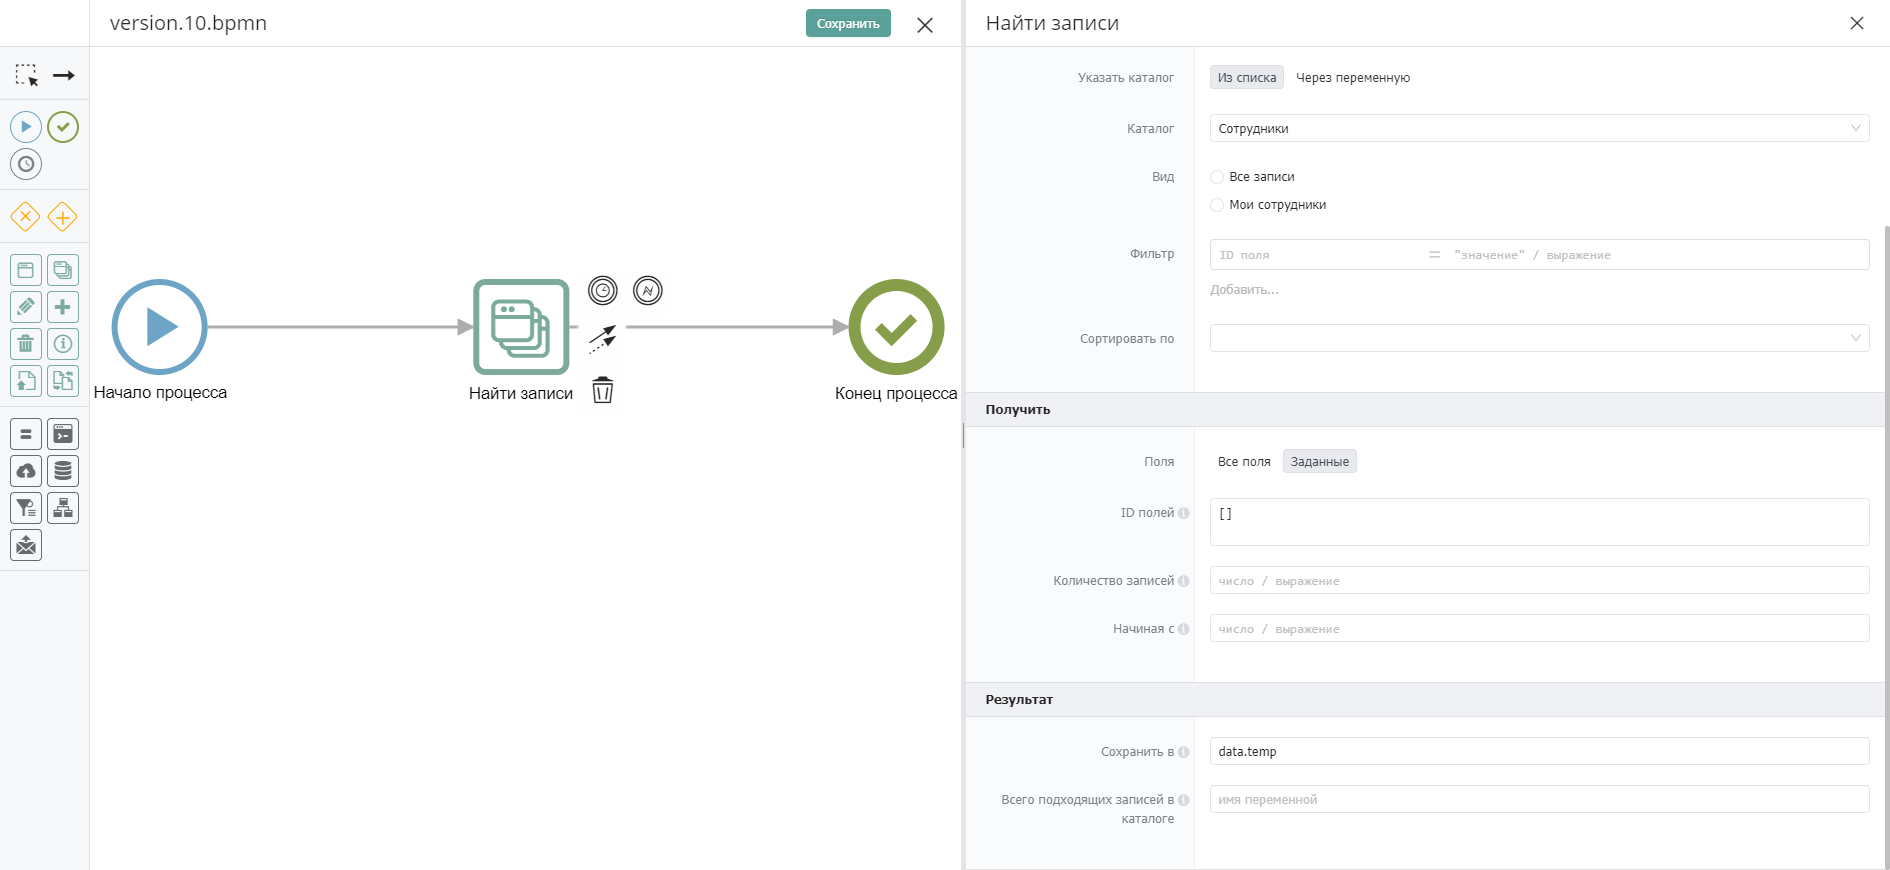 version.10.bpmn
Сохранить
Начало процесса
Найти записи
Конец процесса
Найти записи
Указать каталог
Из списка
Через переменную
Каталог
Сотрудники
Вид
Все записи
Мои сотрудники
Фильтр
ID поля
=
"значение" / выражение
Добавить...
Сортировать по
Получить
Поля
Все поля
Заданные
ID полей
[]
Количество записей
число / выражение
Начиная с
число / выражение
Результат
Сохранить в
data.temp
Всего подходящих записей в
каталоге
имя переменной